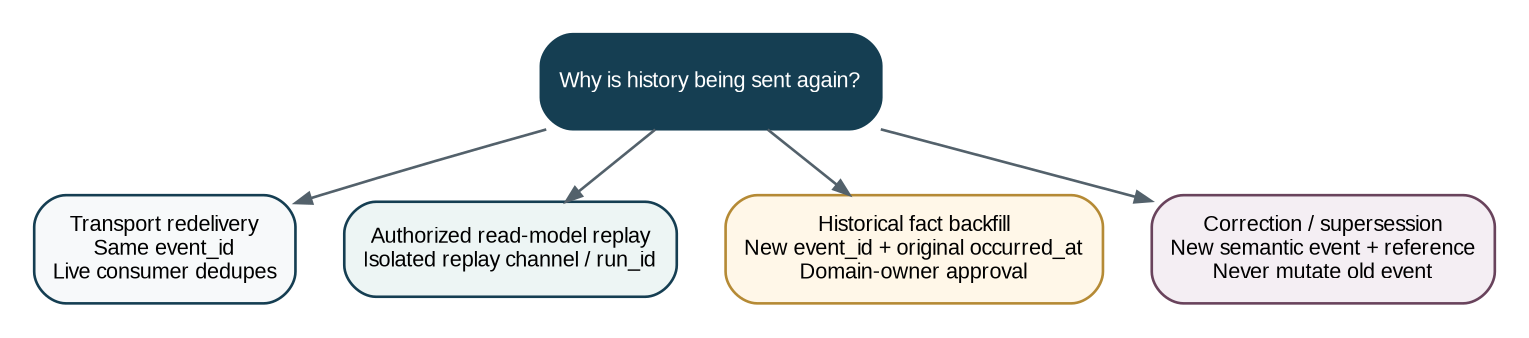 Why is history being sent again?
Transport redelivery
Same event_id
Live consumer dedupes
Authorized read-model replay
Isolated replay channel / run_id
Historical fact backfill
New event_id + original occurred_at
Domain-owner approval
Correction / supersession
New semantic event + reference
Never mutate old event